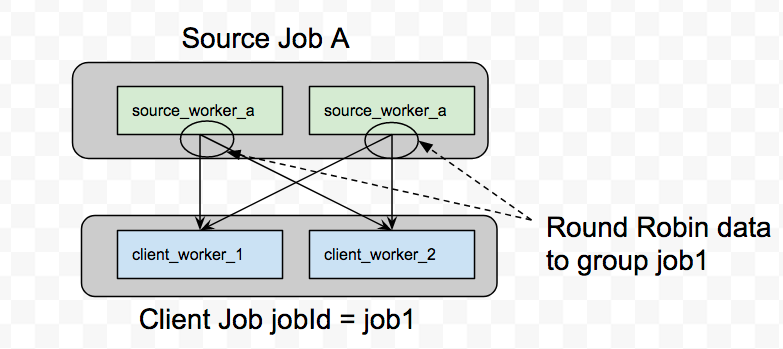 Source Job A
source_worker_a
source_worker_a
client_worker_1
client_worker_2
Round Robin data
to group job1
Client Job jobId = job1